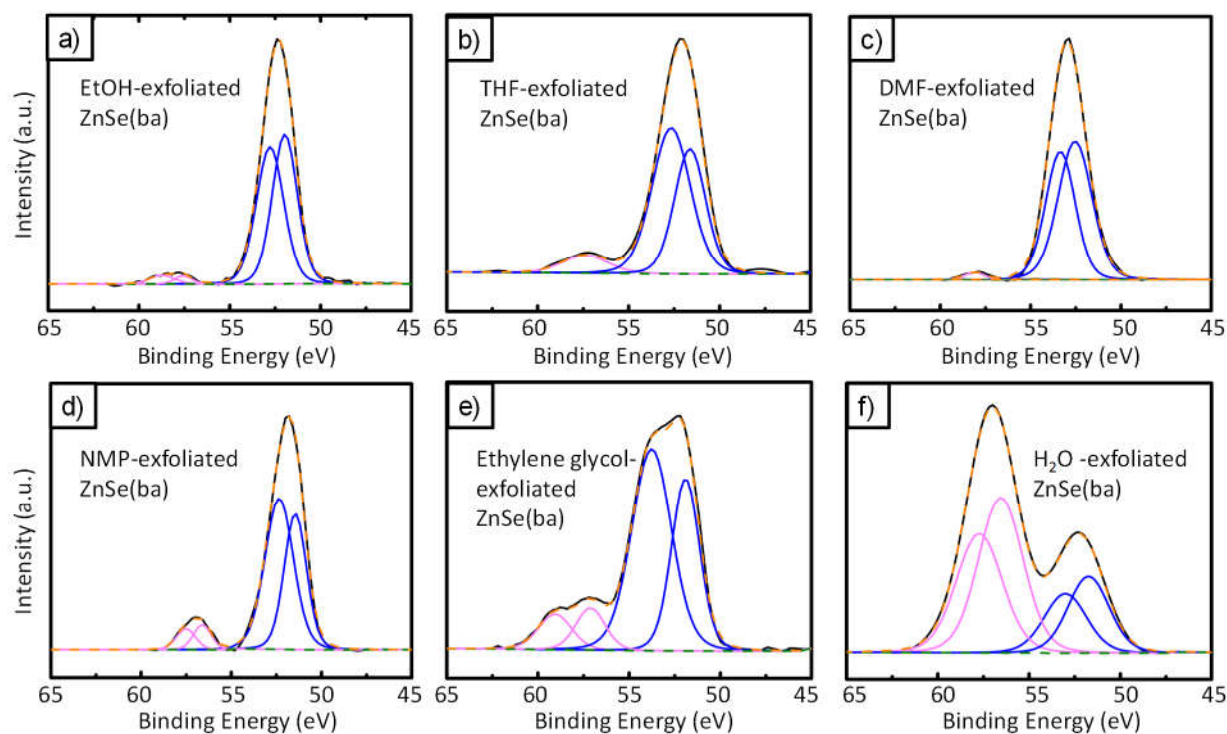 a)
EtOH-exfoliated
ZnSe(ba)
Intensity (a.u.)
65 60 55 50 45
Binding Energy (eV)
b)
THF-exfoliated
ZnSe(ba)
65 60 55 50 45
Binding Energy (eV)
c)
DMF-exfoliated
ZnSe(ba)
65 60 55 50 45
Binding Energy (eV)
d)
NMP-exfoliated
ZnSe(ba)
Intensity (a.u.)
65 60 55 50 45
Binding Energy (eV)
e)
Ethylene glycol-
exfoliated
ZnSe(ba)
65 60 55 50 45
Binding Energy (eV)
f)
H₂O -exfoliated
ZnSe(ba)
65 60 55 50 45
Binding Energy (eV)